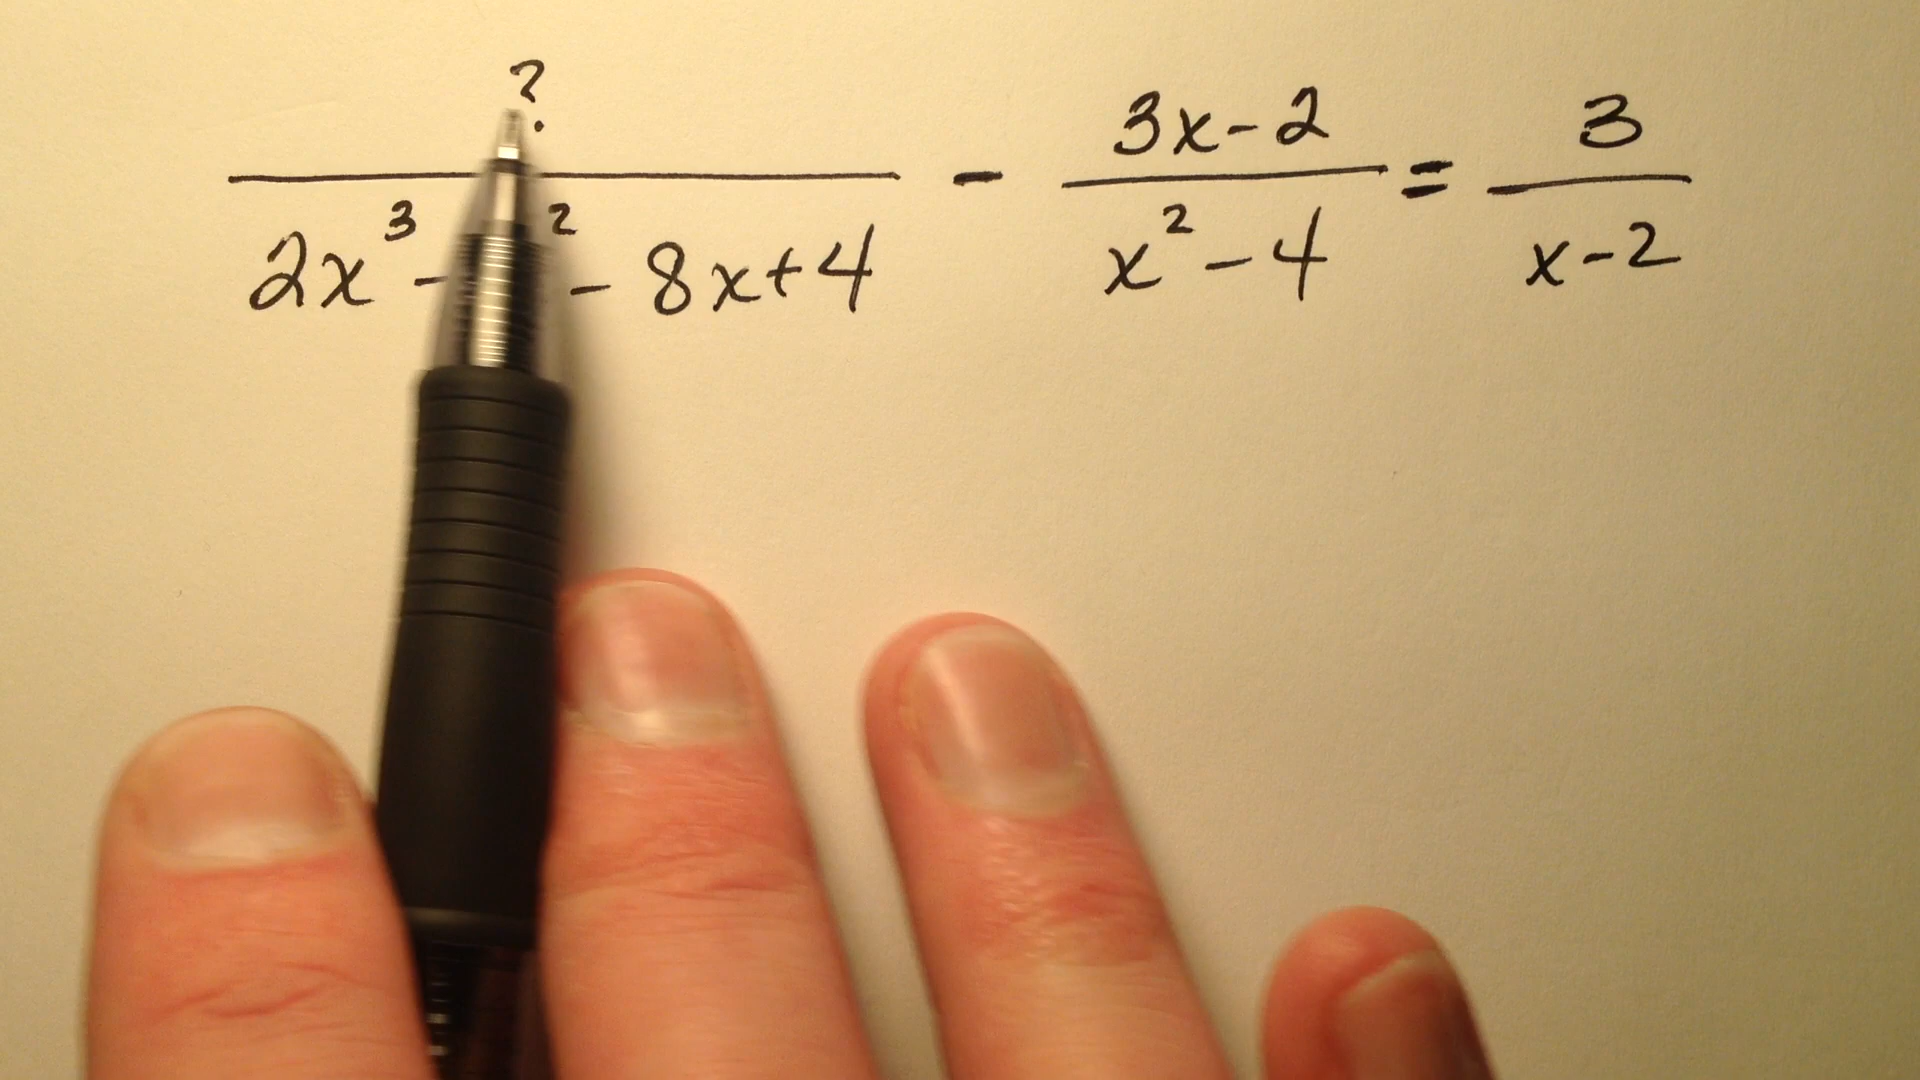 ?
3x-2
3
2x³ - ² - 8x+4
-
x²-4
=
x-2